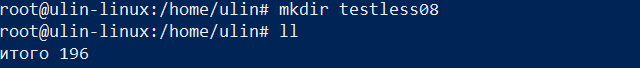 root@ulin-linux:/home/ulin# mkdir testless08
root@ulin-linux:/home/ulin# ll
итого 196